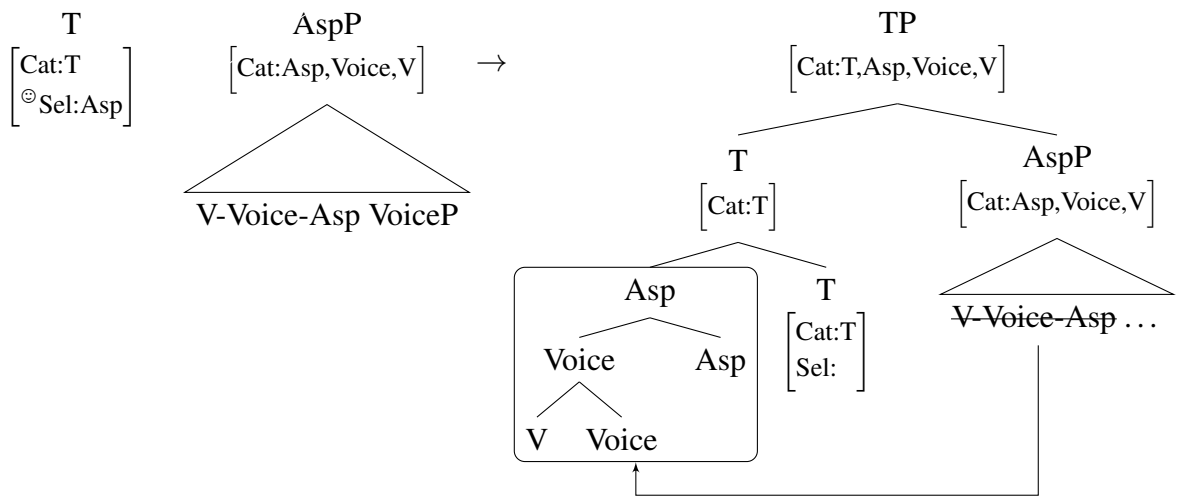 T AspP → TP
[Cat:T ☺Sel:Asp] [Cat:Asp,Voice,V] [Cat:T,Asp,Voice,V]
V-Voice-Asp VoiceP
T AspP
[Cat:T] [Cat:Asp,Voice,V]
Asp T V-Voice-Asp …
[Cat:T Sel: ]
Voice Asp
V Voice